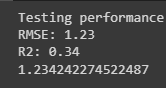 Testing performance
RMSE: 1.23
R2: 0.34
1.234242274522487